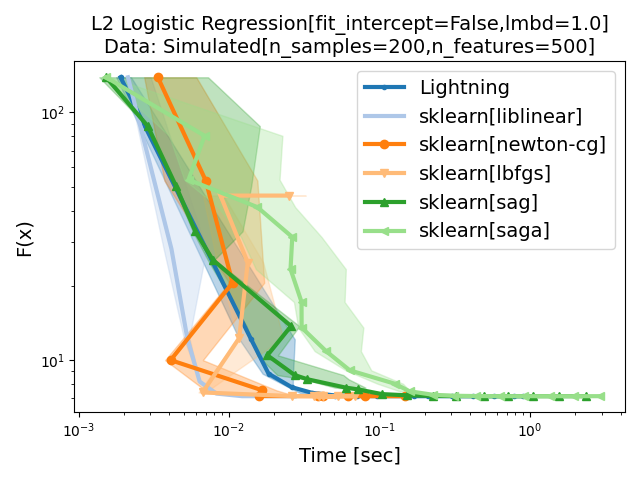 L2 Logistic Regression[fit_intercept=False,lmbd=1.0]
Data: Simulated[n_samples=200,n_features=500]
Lightning
sklearn[liblinear]
sklearn[newton-cg]
sklearn[lbfgs]
sklearn[sag]
sklearn[saga]
F(x)
10²
10¹
10⁻³ 10⁻² 10⁻¹ 10⁰
Time [sec]